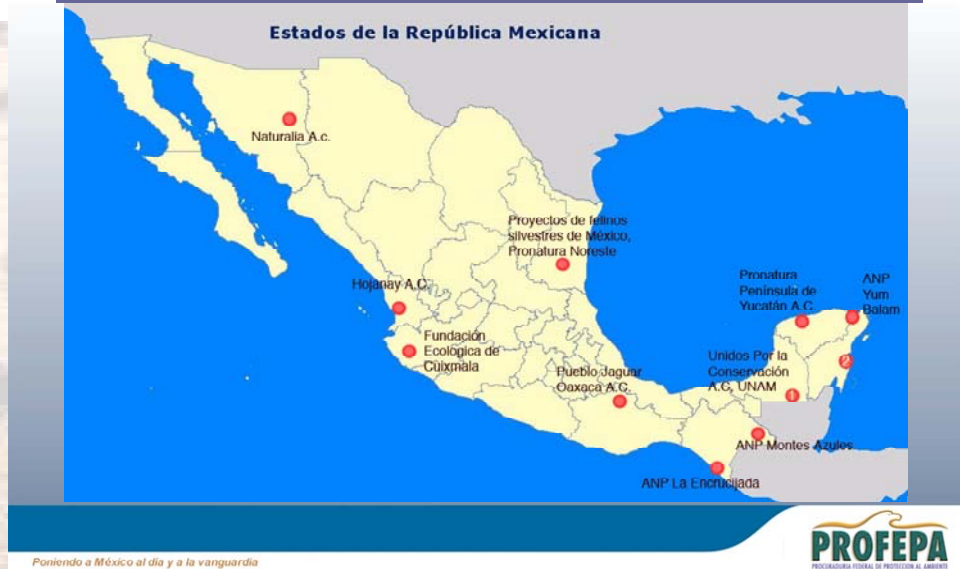 Estados de la República Mexicana
Naturalia A.c.
Proyectos de felinos
silvestres de México,
Pronatura Noreste
Hojanay A.C.
Fundación
Ecológica de
Cuixmala
Pronatura
Península de
Yucatán A.C.
ANP
Yum
Balam
Unidos Por la
Conservación
A.C, UNAM
2
1
Pueblo Jaguar
Oaxaca A.C.
ANP Montes Azules
ANP La Encrucijada
Poniendo a México al día y a la vanguardia
PROFEPA
PROCURADURÍA FEDERAL DE PROTECCIÓN AL AMBIENTE